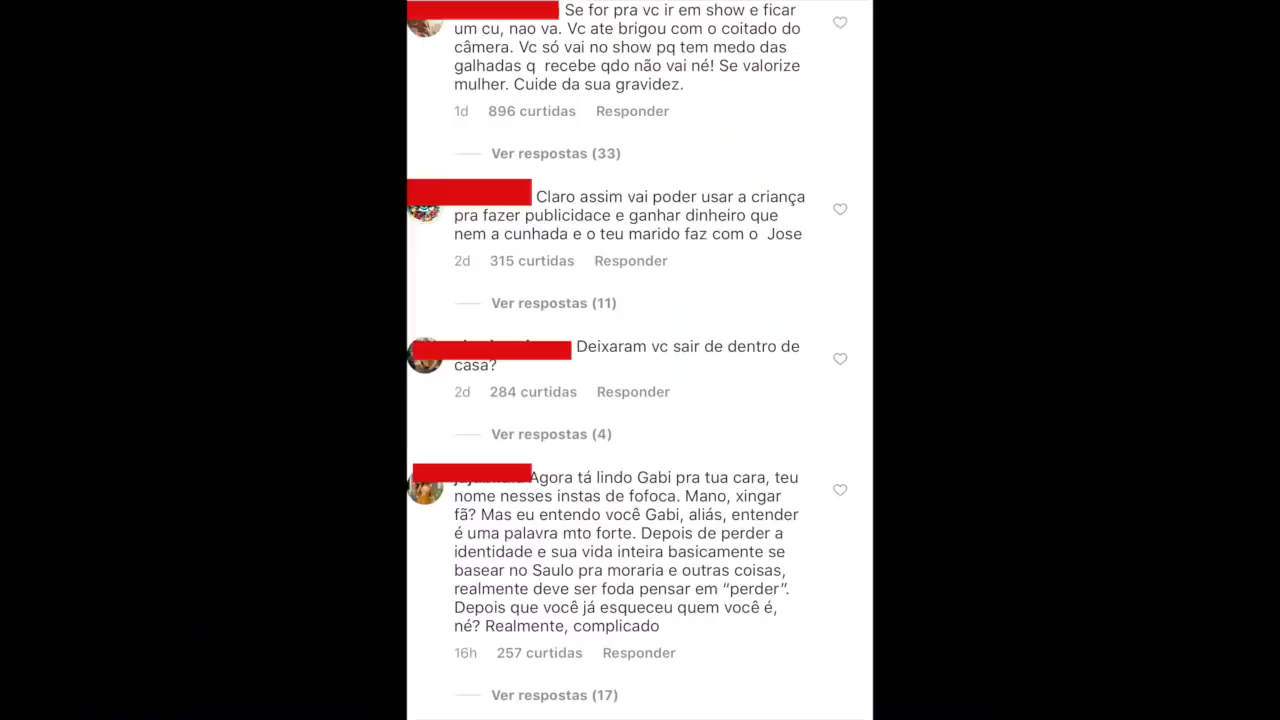 Se for pra vc ir em show e ficar
um cu, nao va. Vc ate brigou com o coitado do
câmera. Vc só vai no show pq tem medo das
galhadas q recebe qdo não vai né! Se valorize
mulher. Cuide da sua gravidez.
1d 896 curtidas Responder
Ver respostas (33)
Claro assim vai poder usar a criança
pra fazer publicidace e ganhar dinheiro que
nem a cunhada e o teu marido faz com o Jose
2d 315 curtidas Responder
Ver respostas (11)
Deixaram vc sair de dentro de
casa?
2d 284 curtidas Responder
Ver respostas (4)
Agora tá lindo Gabi pra tua cara, teu
nome nesses instas de fofoca. Mano, xingar
fã? Mas eu entendo você Gabi, aliás, entender
é uma palavra mto forte. Depois de perder a
identidade e sua vida inteira basicamente se
basear no Saulo pra moraria e outras coisas,
realmente deve ser foda pensar em “perder”.
Depois que você já esqueceu quem você é,
né? Realmente, complicado
16h 257 curtidas Responder
Ver respostas (17)